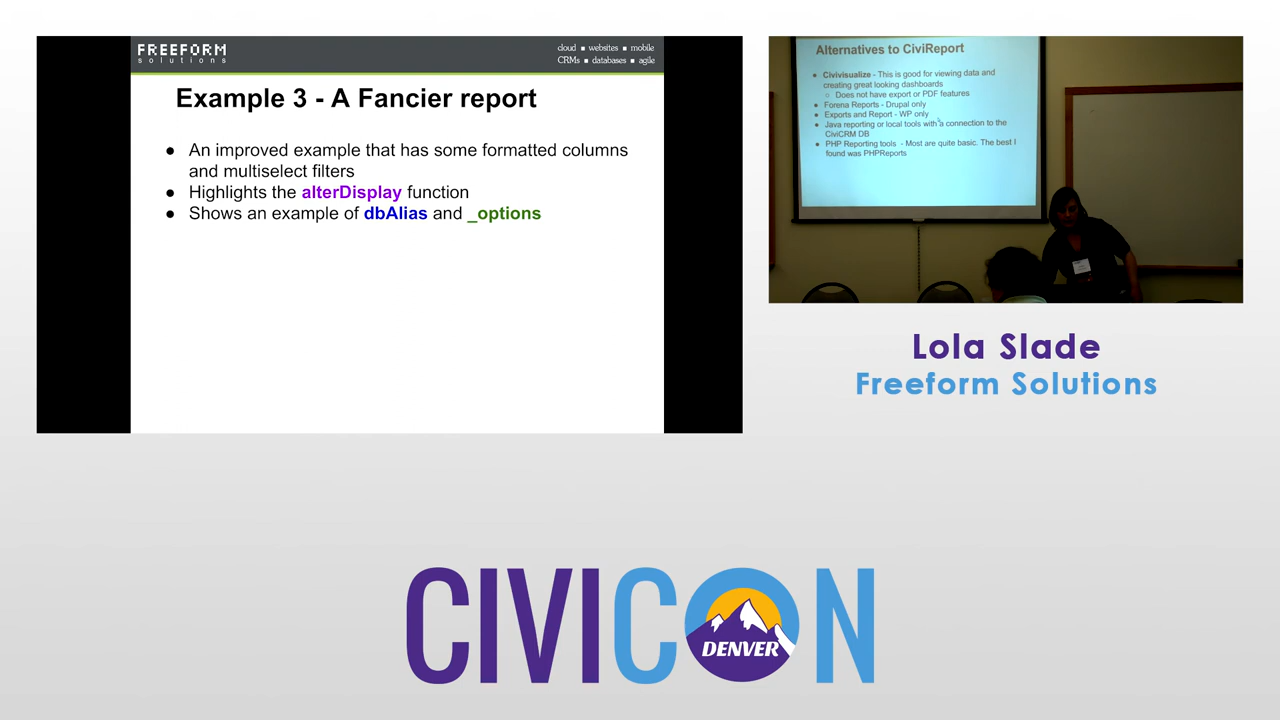 FREEFORM
solutions
cloud ■ websites ■ mobile
CRMs ■ databases ■ agile
Example 3 - A Fancier report
● An improved example that has some formatted columns
and multiselect filters
● Highlights the alterDisplay function
● Shows an example of dbAlias and _options
Alternatives to CiviReport
● Civivisualize - This is good for viewing data and
creating great looking dashboards
○ Does not have export or PDF features
● Forena Reports - Drupal only
● Exports and Report - WP only
● Java reporting or local tools with a connection to the
CiviCRM DB
● PHP Reporting tools - Most are quite basic. The best I
found was PHPReports
Lola Slade
Freeform Solutions
CIVICON
DENVER